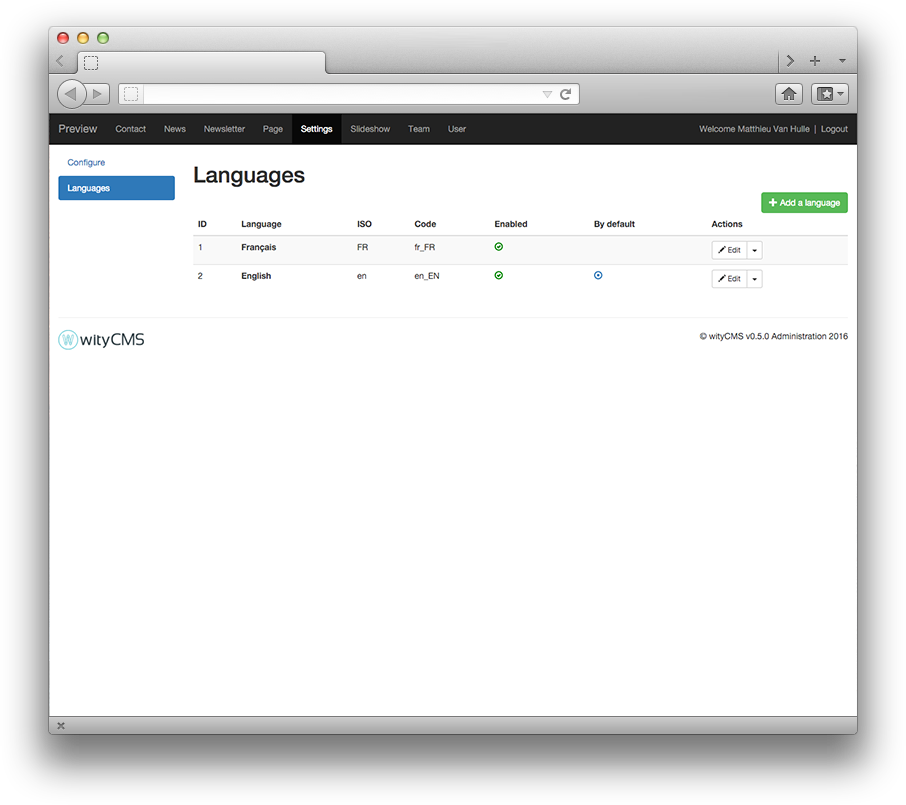 Preview Contact News Newsletter Page Settings Slideshow Team User Welcome Matthieu Van Hulle | Logout
Configure
Languages
Languages
Add a language
ID Language ISO Code Enabled By default Actions
1 Français FR fr_FR Edit
2 English en en_EN Edit
W wityCMS © wityCMS v0.5.0 Administration 2016